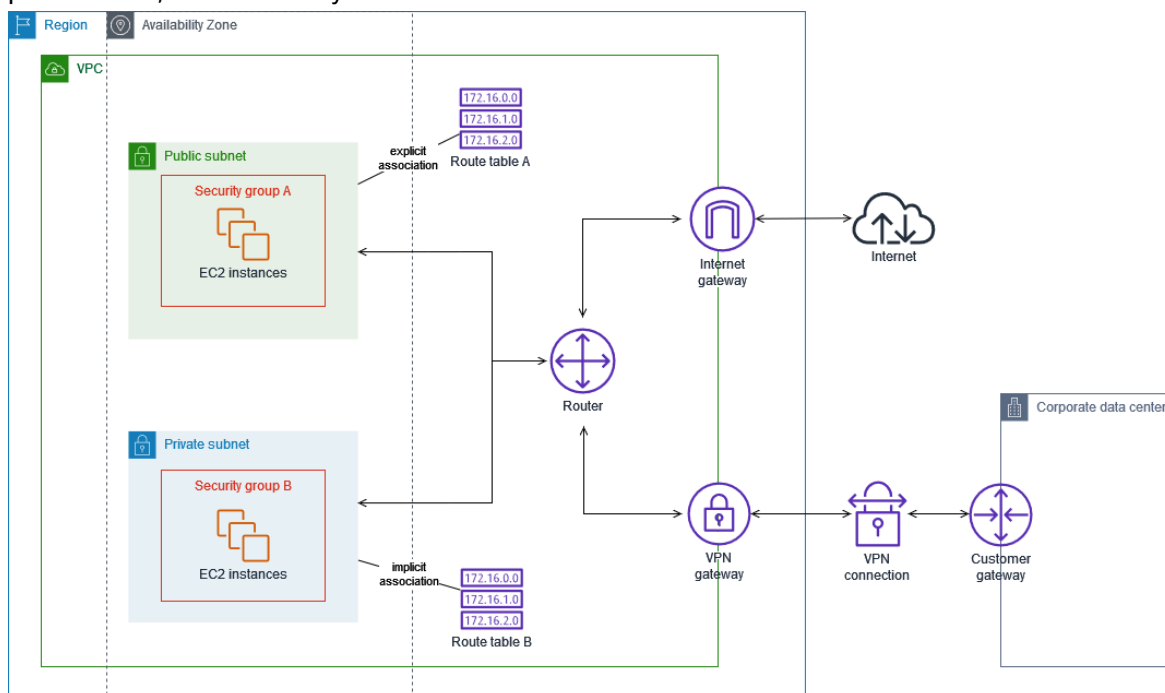 Region
Availability Zone
VPC
172.16.0.0
172.16.1.0
172.16.2.0
Route table A
explicit
association
Public subnet
Security group A
EC2 instances
Internet
gateway
Internet
Router
Corporate data center
Private subnet
Security group B
EC2 instances
implicit
association
172.16.0.0
172.16.1.0
172.16.2.0
Route table B
VPN
gateway
VPN
connection
Customer
gateway